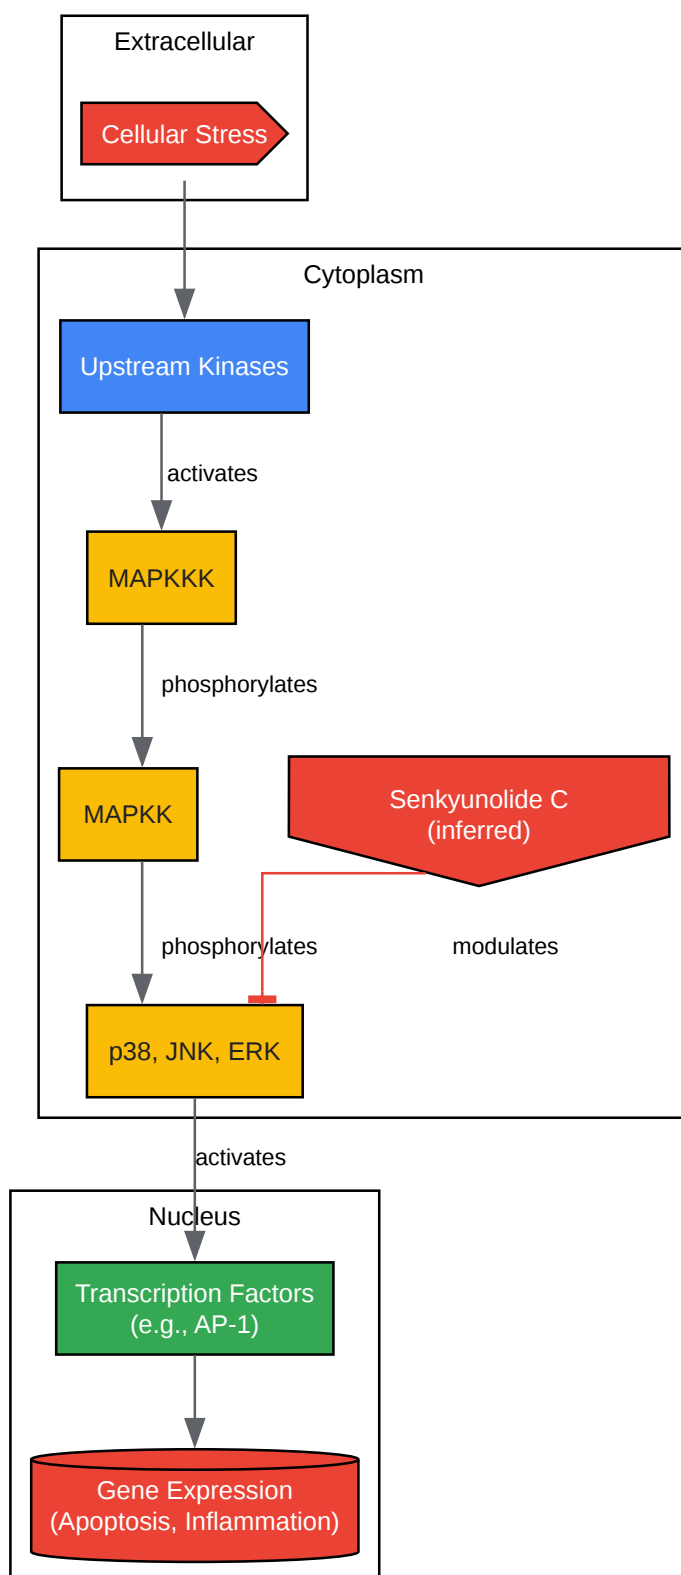 Extracellular
Cellular Stress
Cytoplasm
Upstream Kinases
activates
MAPKKK
phosphorylates
MAPKK
Senkyunolide C
(inferred)
phosphorylates
modulates
p38, JNK, ERK
activates
Nucleus
Transcription Factors
(e.g., AP-1)
Gene Expression
(Apoptosis, Inflammation)